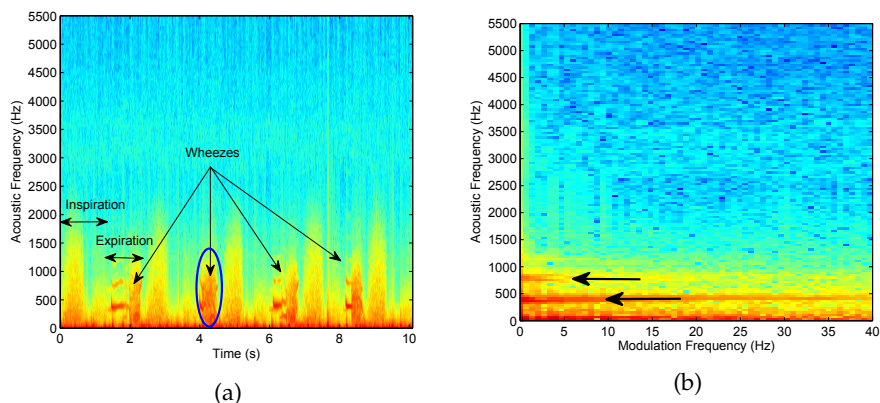 5500
5000
4500
4000
3500
3000
2500
2000
1500
1000
500
0
Acoustic Frequency (Hz)
Wheezes
Inspiration
Expiration
0 2 4 6 8 10
Time (s)
(a)
5500
5000
4500
4000
3500
3000
2500
2000
1500
1000
500
0
Acoustic Frequency (Hz)
0 5 10 15 20 25 30 35 40
Modulation Frequency (Hz)
(b)